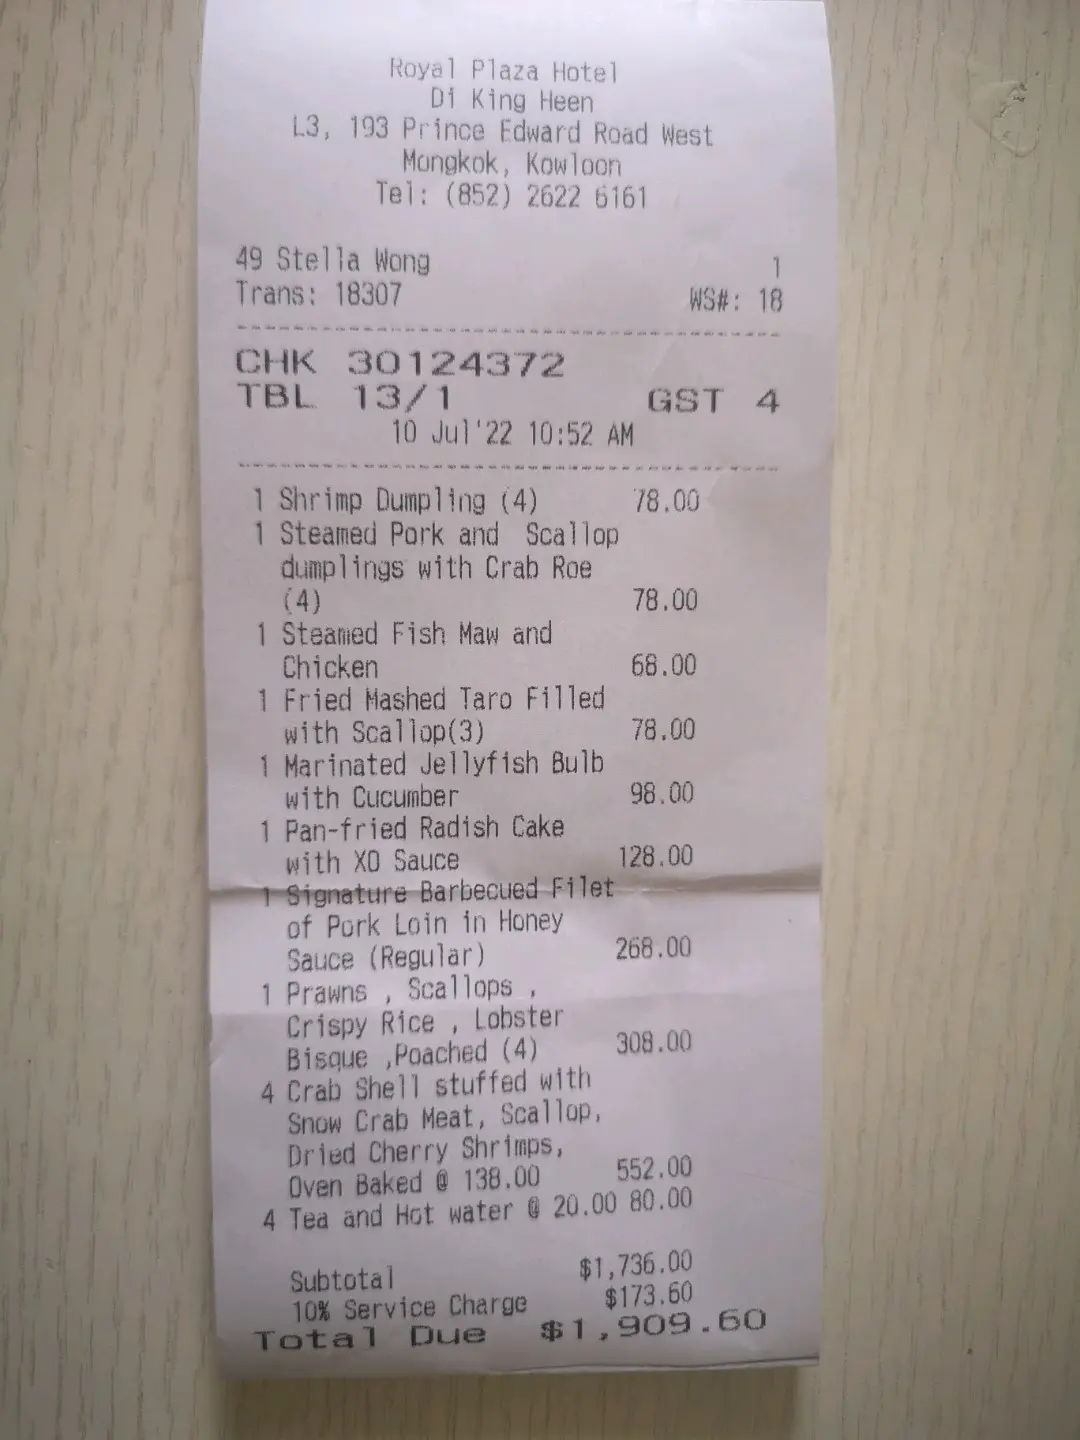 Royal Plaza Hotel
Di King Heen
L3, 193 Prince Edward Road West
Mongkok, Kowloon
Tel: (852) 2622 6161
49 Stella Wong 1
Trans: 18307 WS#: 18
CHK 30124372
TBL 13/1 GST 4
10 Jul'22 10:52 AM
1 Shrimp Dumpling (4) 78.00
1 Steamed Pork and Scallop
dumplings with Crab Roe
(4) 78.00
1 Steamed Fish Maw and
Chicken 68.00
1 Fried Mashed Taro Filled
with Scallop(3) 78.00
1 Marinated Jellyfish Bulb
with Cucumber 98.00
1 Pan-fried Radish Cake
with XO Sauce 128.00
1 Signature Barbecued Filet
of Pork Loin in Honey
Sauce (Regular) 268.00
1 Prawns , Scallops ,
Crispy Rice , Lobster
Bisque ,Poached (4) 308.00
4 Crab Shell stuffed with
Snow Crab Meat, Scallop,
Dried Cherry Shrimps,
Oven Baked @ 138.00 552.00
4 Tea and Hot water @ 20.00 80.00
Subtotal $1,736.00
10% Service Charge $173.60
Total Due $1,909.60